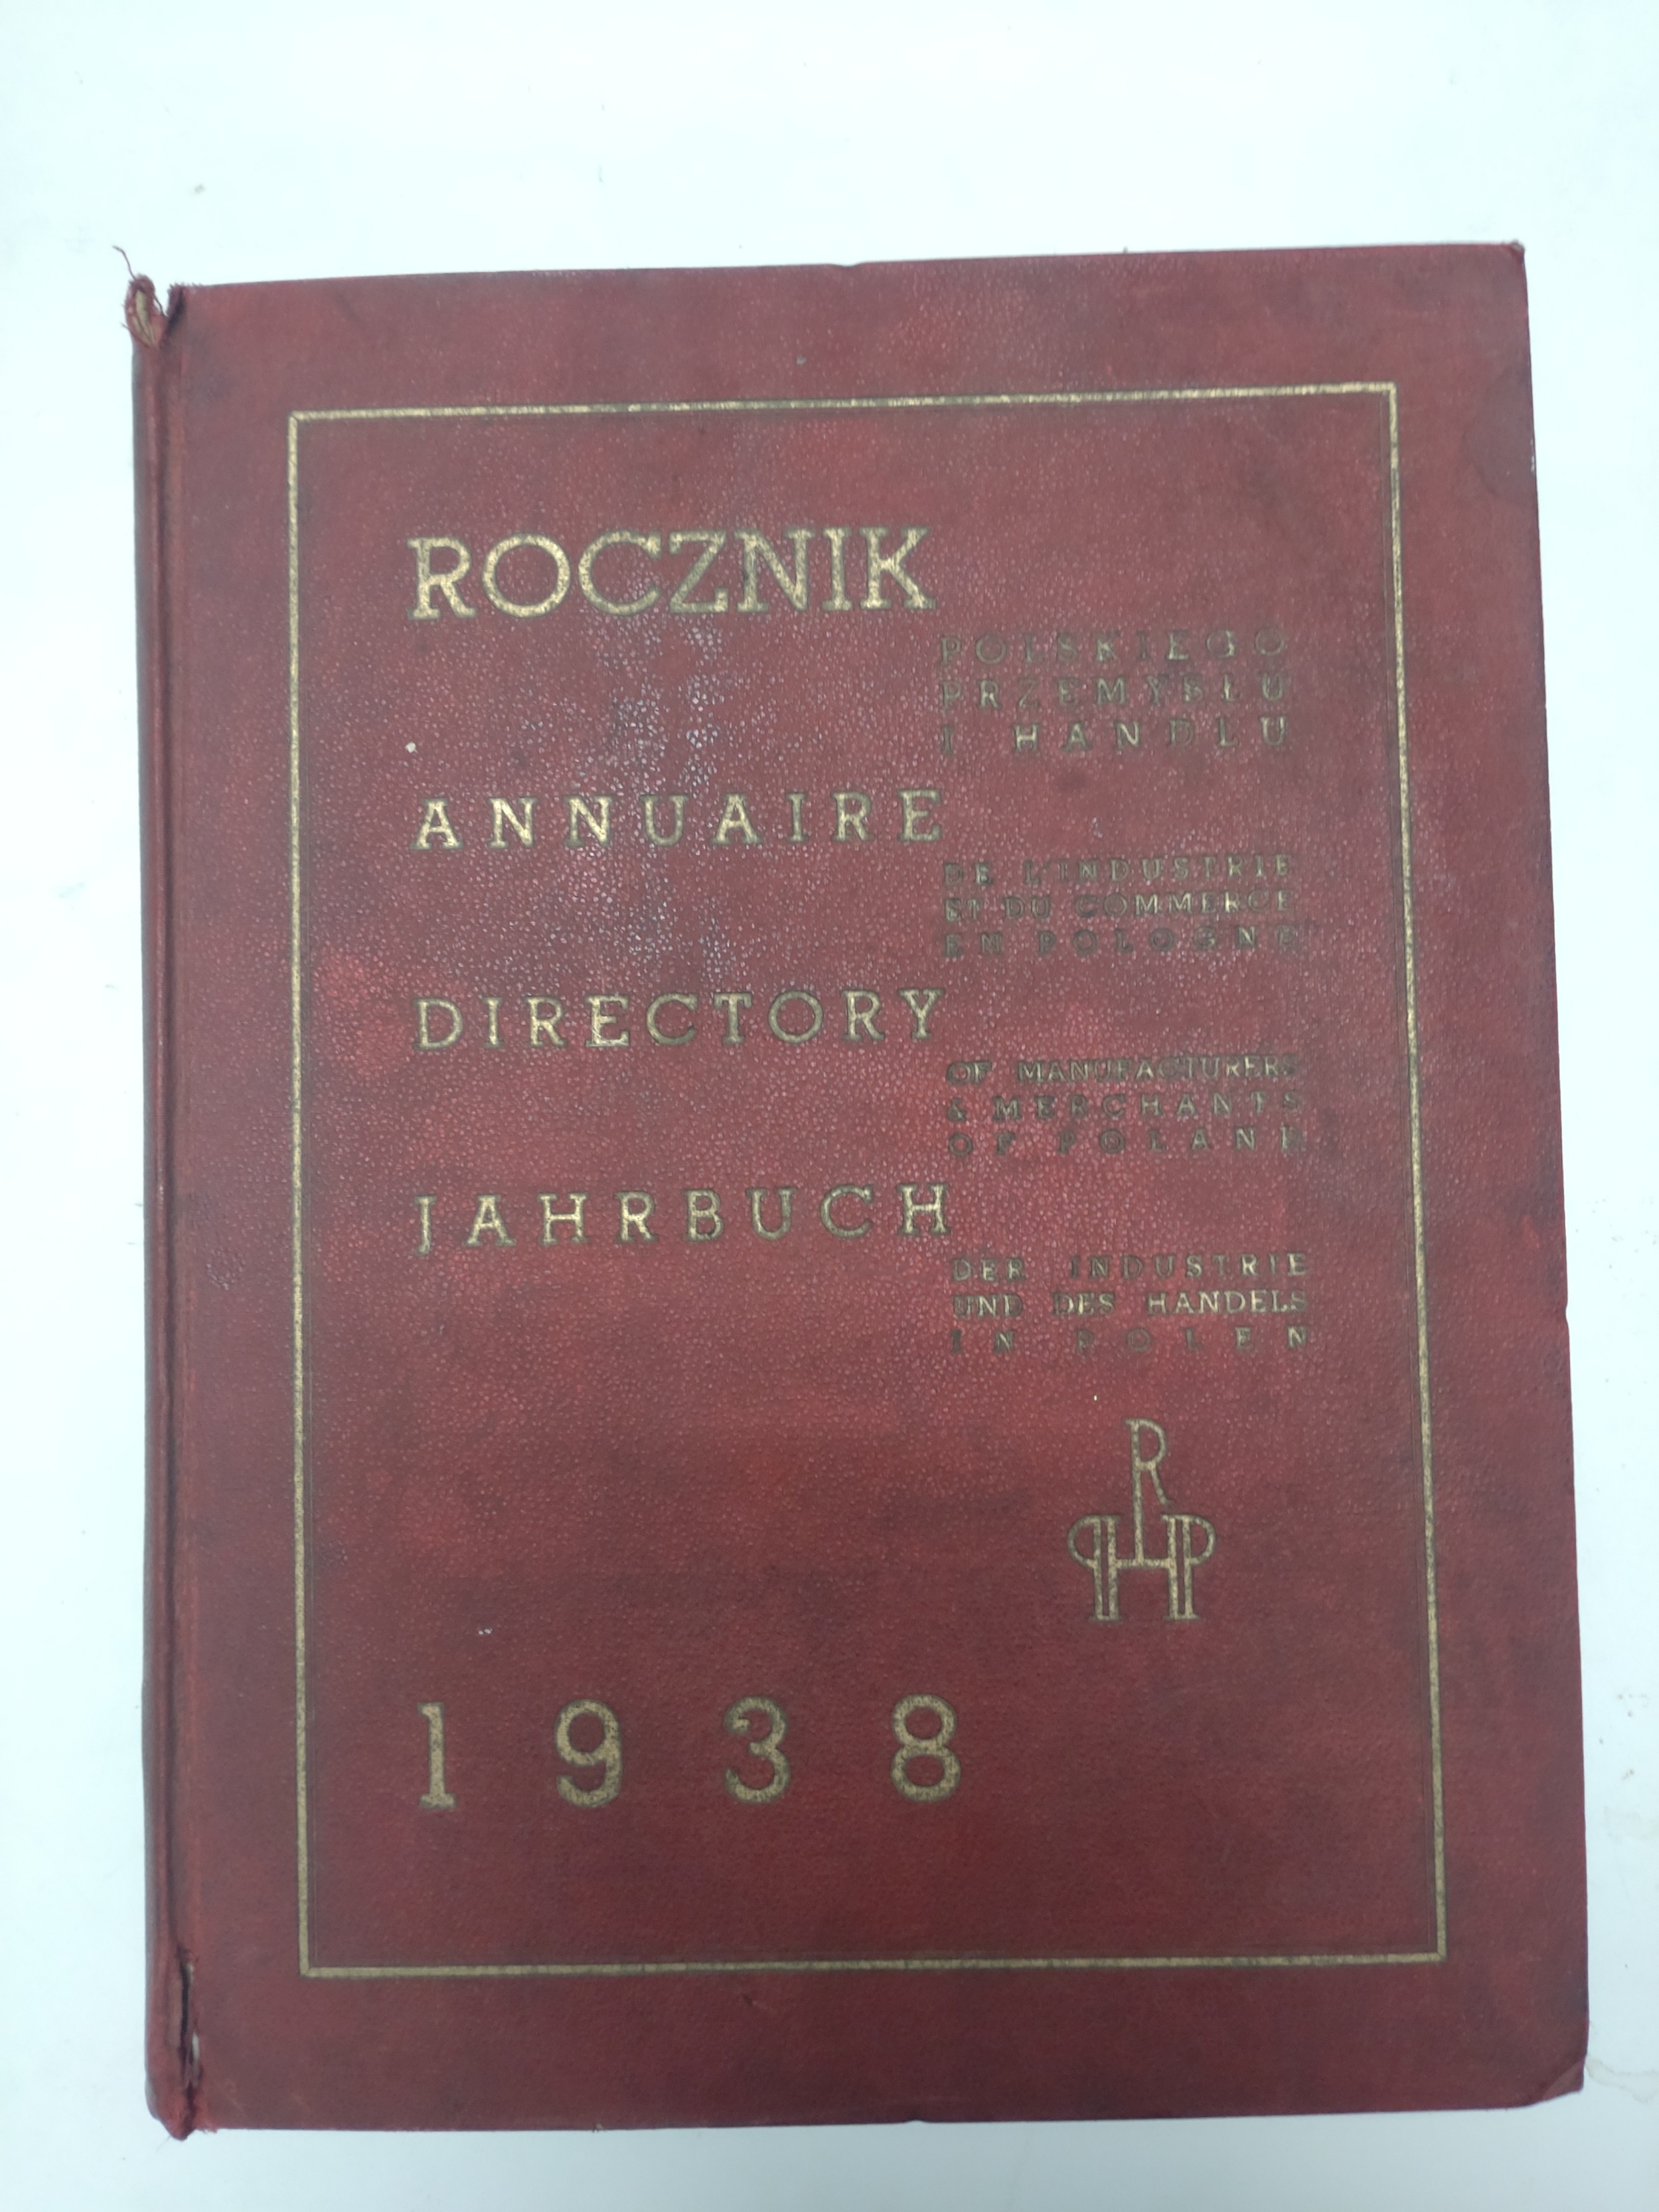 ROCZNIK
POLSKIEGO
PRZEMYSŁU
I HANDLU
ANNUAIRE
DE L'INDUSTRIE
ET DU COMMERCE
EN POLOGNE
DIRECTORY
OF MANUFACTURERS
& MERCHANTS
OF POLAND
JAHRBUCH
DER INDUSTRIE
UND DES HANDELS
IN POLEN
R
PHP
1938